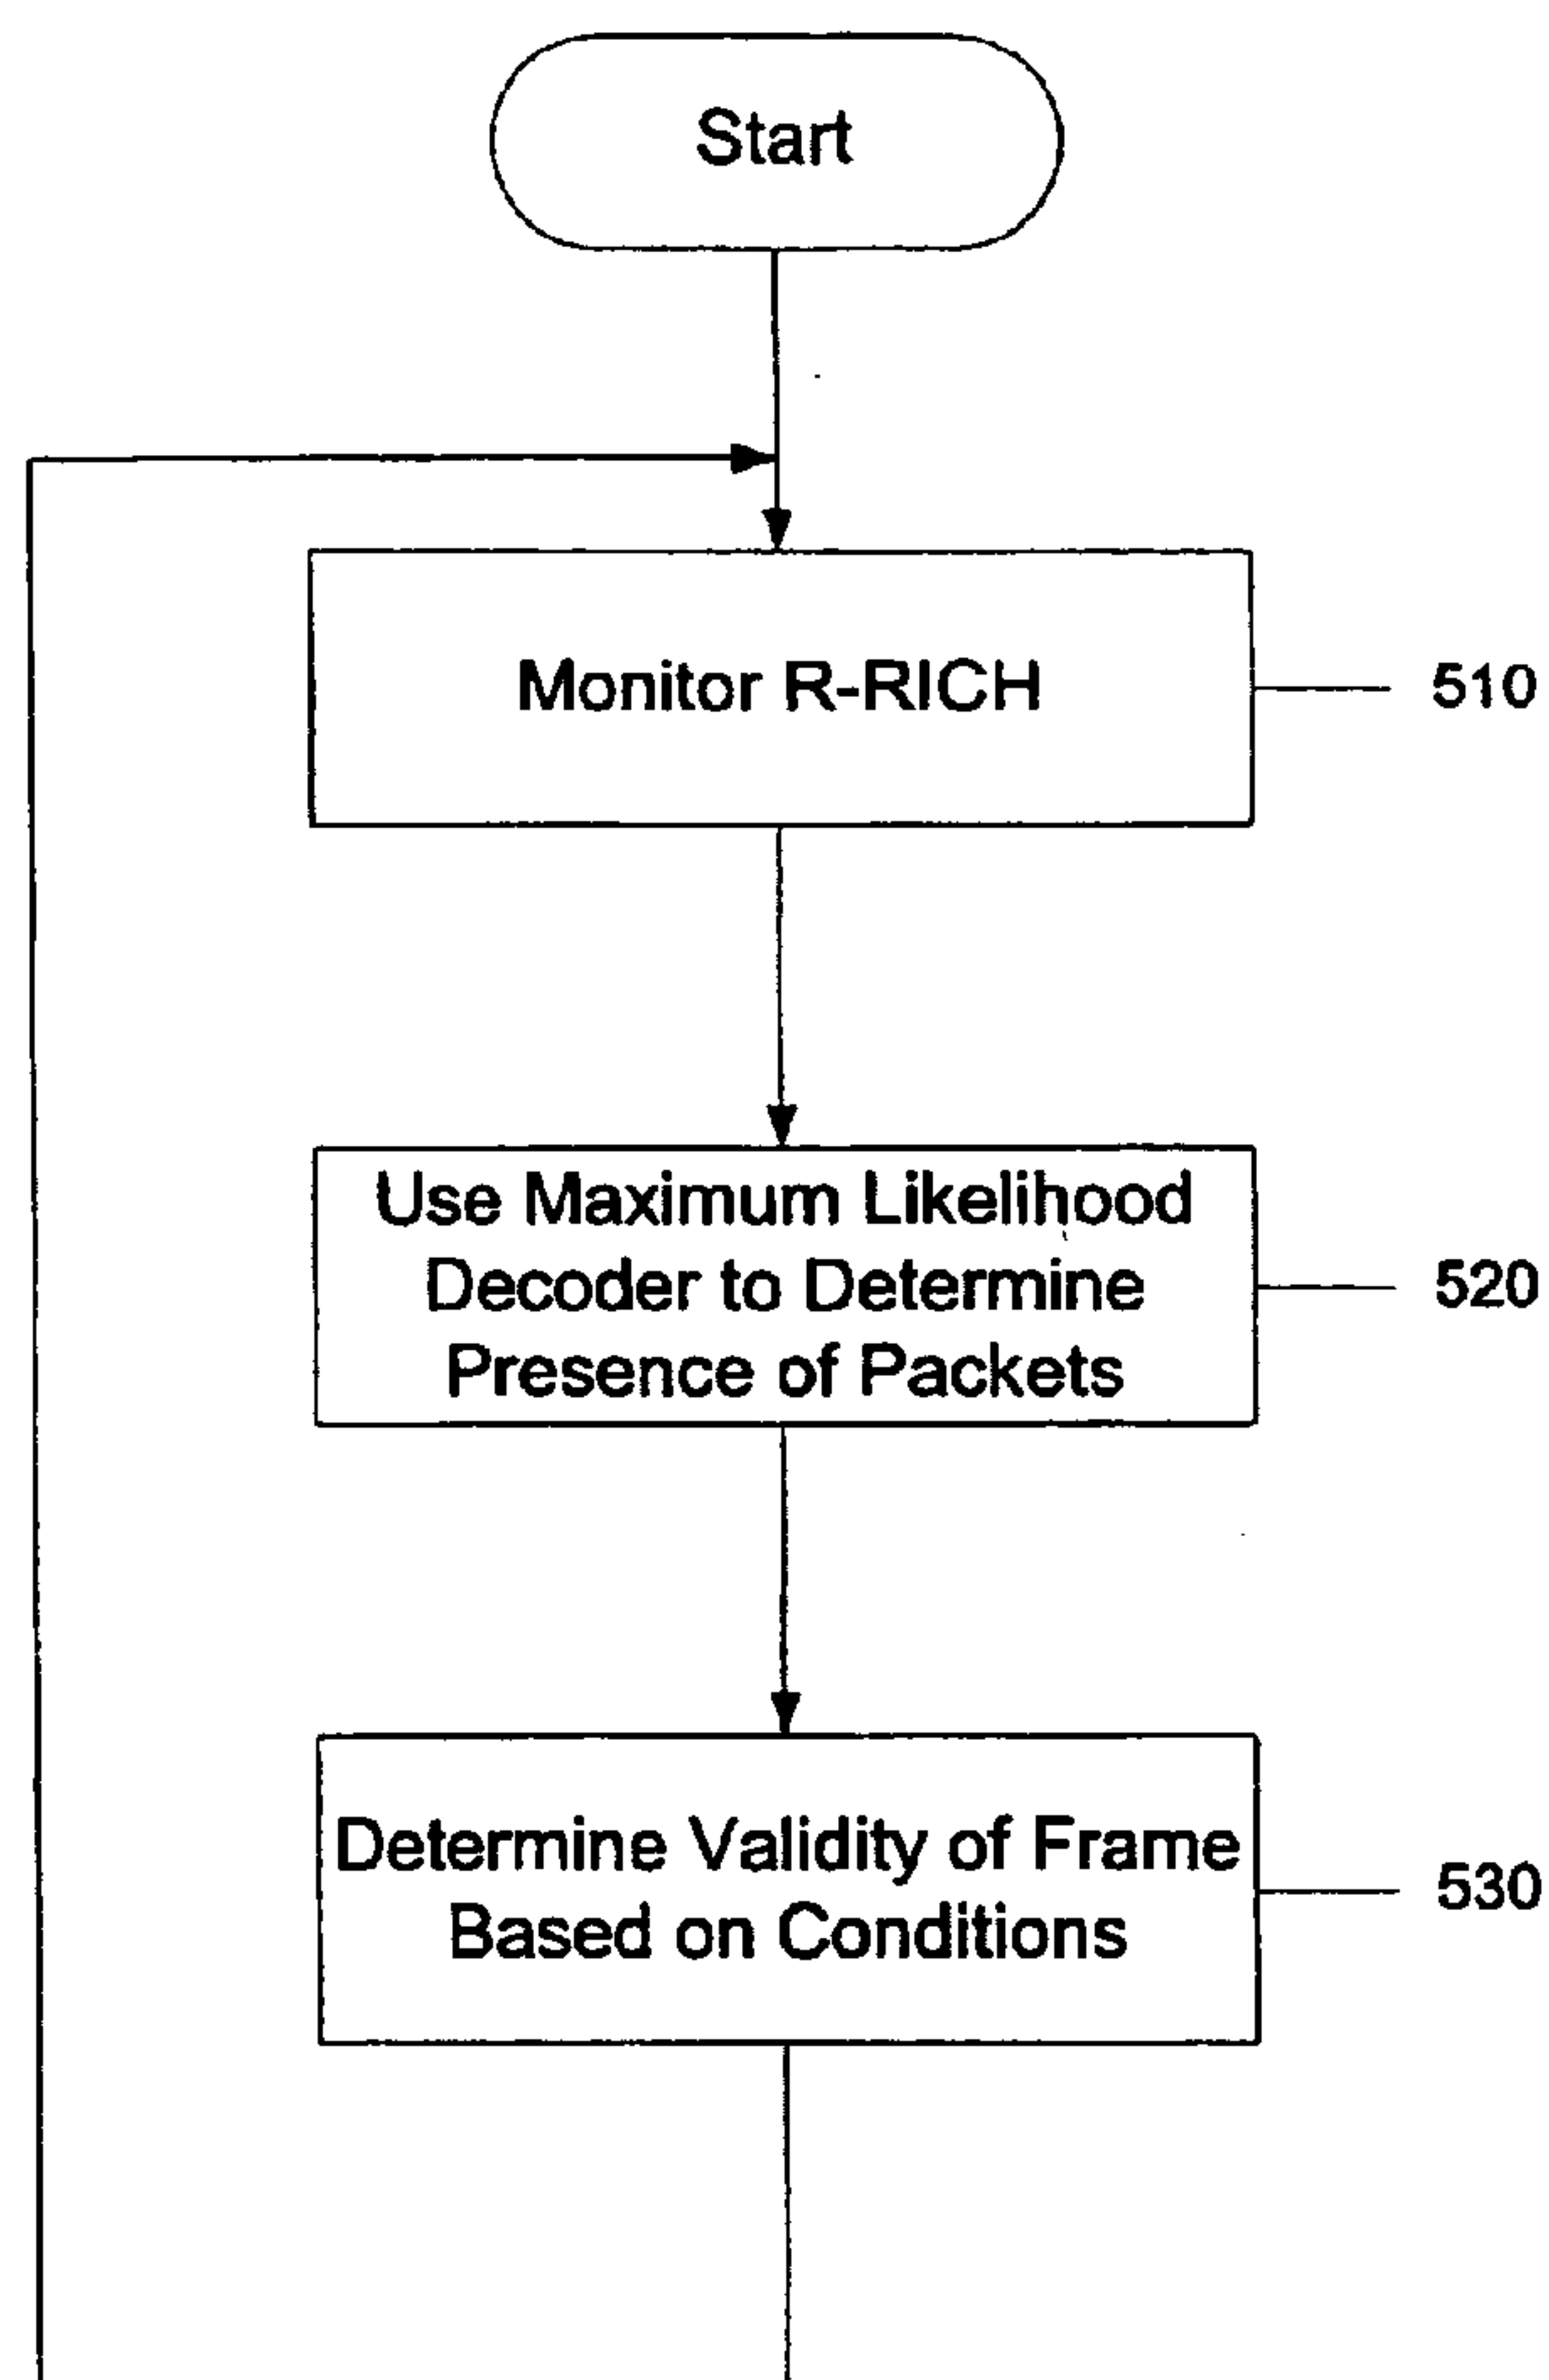 Start
Monitor R-RICH
510
Use Maximum Likelihood
Decoder to Determine
Presence of Packets
520
Determine Validity of Frame
Based on Conditions
530